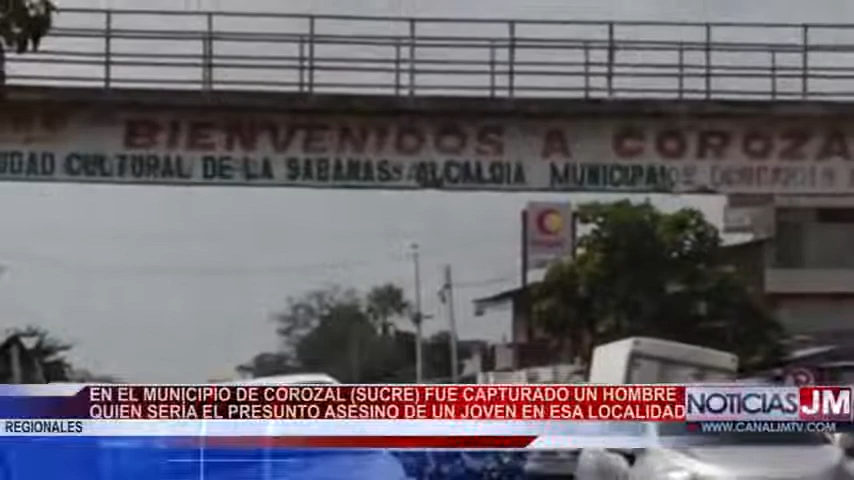 BIENVENIDOS A COROZA
UDAD CULTURAL DE LA SABANAS ALCALDIA MUNICIPAL
EN EL MUNICIPIO DE COROZAL (SUCRE) FUE CAPTURADO UN HOMBRE
QUIEN SERÍA EL PRESUNTO ASESINO DE UN JOVEN EN ESA LOCALIDAD
NOTICIAS JM
WWW.CANALJMTV.COM
REGIONALES